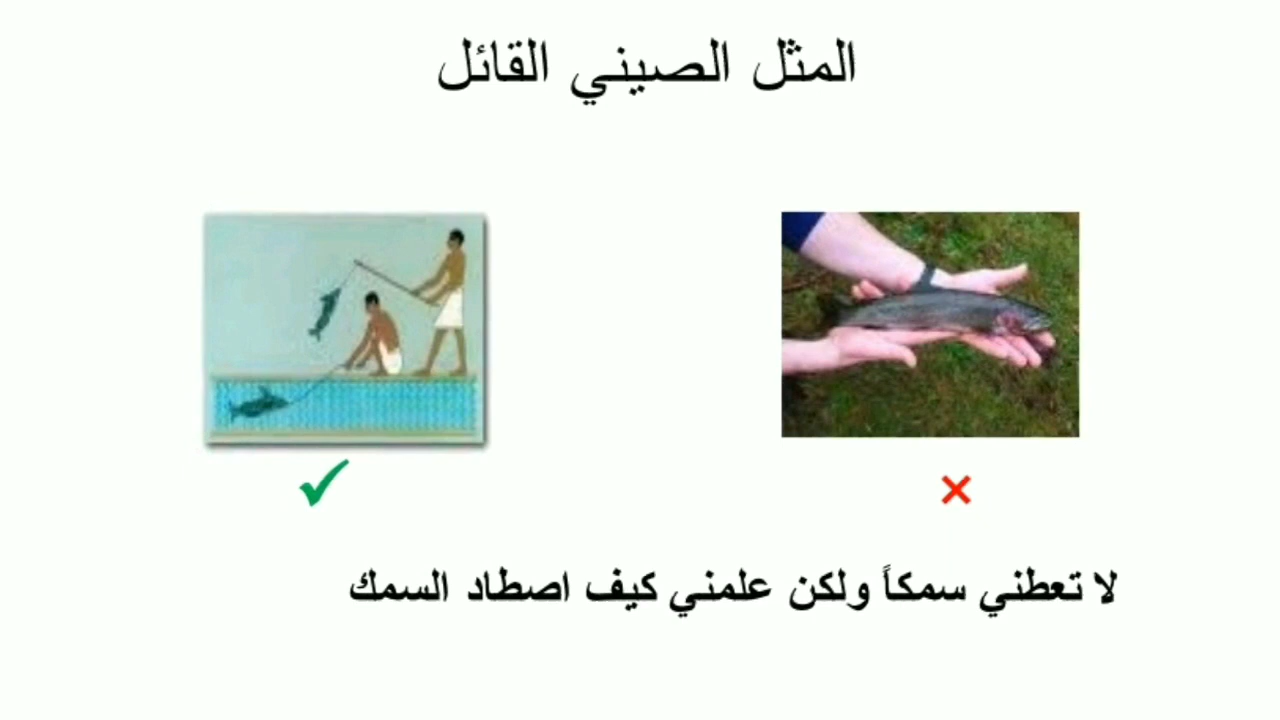 المثل الصيني القائل
لا تعطني سمكاً ولكن علمني كيف اصطاد السمك